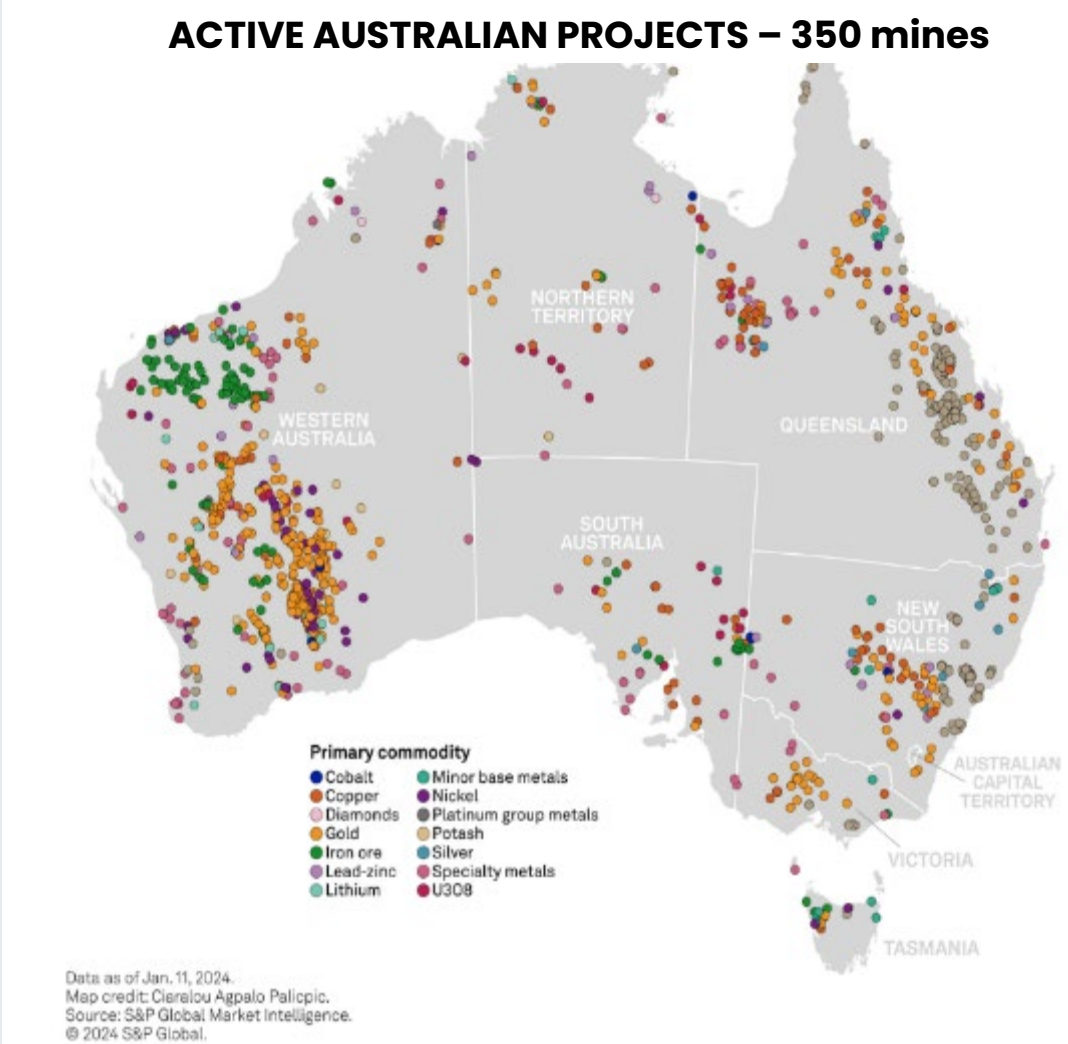 ACTIVE AUSTRALIAN PROJECTS – 350 mines
NORTHERN
TERRITORY
WESTERN
AUSTRALIA
QUEENSLAND
SOUTH
AUSTRALIA
NEW
SOUTH
WALES
Primary commodity
Cobalt
Copper
Diamonds
Gold
Iron ore
Lead-zinc
Lithium
Minor base metals
Nickel
Platinum group metals
Potash
Silver
Specialty metals
U3O8
AUSTRALIAN
CAPITAL
TERRITORY
VICTORIA
TASMANIA
Data as of Jan. 11, 2024.
Map credit: Ciaralou Agpalo Palicpic.
Source: S&P Global Market Intelligence.
© 2024 S&P Global.